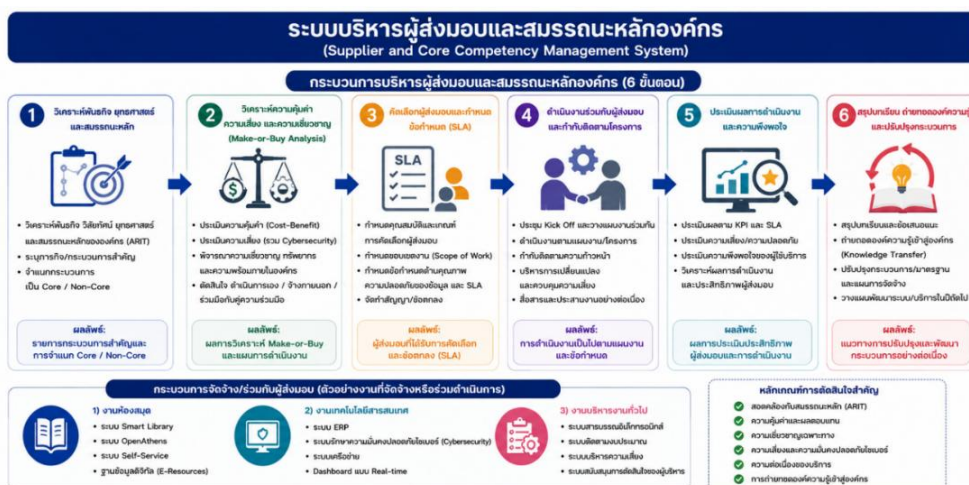 ระบบบริหารผู้ส่งมอบและสมรรถนะหลักองค์กร
(Supplier and Core Competency Management System)
กระบวนการบริหารผู้ส่งมอบและสมรรถนะหลักองค์กร (6 ขั้นตอน)
1
วิเคราะห์พันธกิจ ยุทธศาสตร์
และสมรรถนะหลัก
• วิเคราะห์พันธกิจ วิสัยทัศน์ ยุทธศาสตร์
และสมรรถนะหลักขององค์กร (ARIT)
• ระบุภารกิจ/กระบวนการสำคัญ
• จำแนกกระบวนการ
เป็น Core / Non-Core
ผลลัพธ์:
รายการกระบวนการสำคัญและ
การจำแนก Core / Non-Core
2
วิเคราะห์ความคุ้มค่า
ความเสี่ยง และความเชี่ยวชาญ
(Make-or-Buy Analysis)
• ประเมินความคุ้มค่า (Cost-Benefit)
• ประเมินความเสี่ยง (รวม Cybersecurity)
• พิจารณาความเชี่ยวชาญ ทรัพยากร
และความพร้อมภายในองค์กร
• ตัดสินใจ ดำเนินการเอง / จ้างภายนอก /
ร่วมมือกับคู่ความร่วมมือ
ผลลัพธ์:
ผลการวิเคราะห์ Make-or-Buy
และแผนการดำเนินงาน
3
คัดเลือกผู้ส่งมอบและกำหนด
ข้อกำหนด (SLA)
SLA
• กำหนดคุณสมบัติและเกณฑ์
การคัดเลือกผู้ส่งมอบ
• กำหนดขอบเขตงาน (Scope of Work)
• กำหนดข้อกำหนดด้านคุณภาพ
ความปลอดภัยของข้อมูล และ SLA
• จัดทำสัญญา/ข้อตกลง
ผลลัพธ์:
ผู้ส่งมอบที่ได้รับการคัดเลือก
และข้อตกลง (SLA)
4
ดำเนินงานร่วมกับผู้ส่งมอบ
และกำกับติดตามโครงการ
• ประชุม Kick Off และวางแผนงานร่วมกัน
• ดำเนินงานตามแผนงาน/โครงการ
• กำกับติดตามความก้าวหน้า
• บริหารการเปลี่ยนแปลง
และควบคุมความเสี่ยง
• สื่อสารและประสานงานอย่างต่อเนื่อง
ผลลัพธ์:
การดำเนินงานเป็นไปตามแผนงาน
และข้อกำหนด
5
ประเมินผลการดำเนินงาน
และความพึงพอใจ
• ประเมินผลตาม KPI และ SLA
• ประเมินความเสี่ยง/ความปลอดภัย
• ประเมินความพึงพอใจของผู้ใช้บริการ
• วิเคราะห์ผลการดำเนินงาน
และประสิทธิภาพผู้ส่งมอบ
ผลลัพธ์:
ผลการประเมินประสิทธิภาพ
ผู้ส่งมอบและการดำเนินงาน
6
สรุปบทเรียน ถ่ายทอดองค์ความรู้
และปรับปรุงกระบวนการ
• สรุปบทเรียนและข้อเสนอแนะ
• ถ่ายทอดองค์ความรู้เข้าสู่องค์กร
(Knowledge Transfer)
• ปรับปรุงกระบวนการ/มาตรฐาน
และแผนการจัดจ้าง
• วางแผนพัฒนาระบบ/บริการในปีถัดไป
ผลลัพธ์:
แนวทางการปรับปรุงและพัฒนา
กระบวนการอย่างต่อเนื่อง
กระบวนการจัดจ้าง/ร่วมกับผู้ส่งมอบ (ตัวอย่างงานที่จัดจ้างหรือร่วมดำเนินการ)
1) งานห้องสมุด
• ระบบ Smart Library
• ระบบ OpenAthens
• ระบบ Self-Service
• ฐานข้อมูลดิจิทัล (E-Resources)
2) งานเทคโนโลยีสารสนเทศ
• ระบบ ERP
• ระบบรักษาความมั่นคงปลอดภัยไซเบอร์ (Cybersecurity)
• ระบบเครือข่าย
• Dashboard แบบ Real-time
3) งานบริหารงานทั่วไป
• ระบบสารบรรณอิเล็กทรอนิกส์
• ระบบติดตามงบประมาณ
• ระบบบริหารความเสี่ยง
• ระบบสนับสนุนการตัดสินใจของผู้บริหาร
หลักเกณฑ์การตัดสินใจสำคัญ
สอดคล้องกับสมรรถนะหลัก (ARIT)
ความคุ้มค่าและผลตอบแทน
ความเชี่ยวชาญเฉพาะทาง
ความเสี่ยงและความมั่นคงปลอดภัยไซเบอร์
ความต่อเนื่องของบริการ
การถ่ายทอดองค์ความรู้เข้าสู่องค์กร